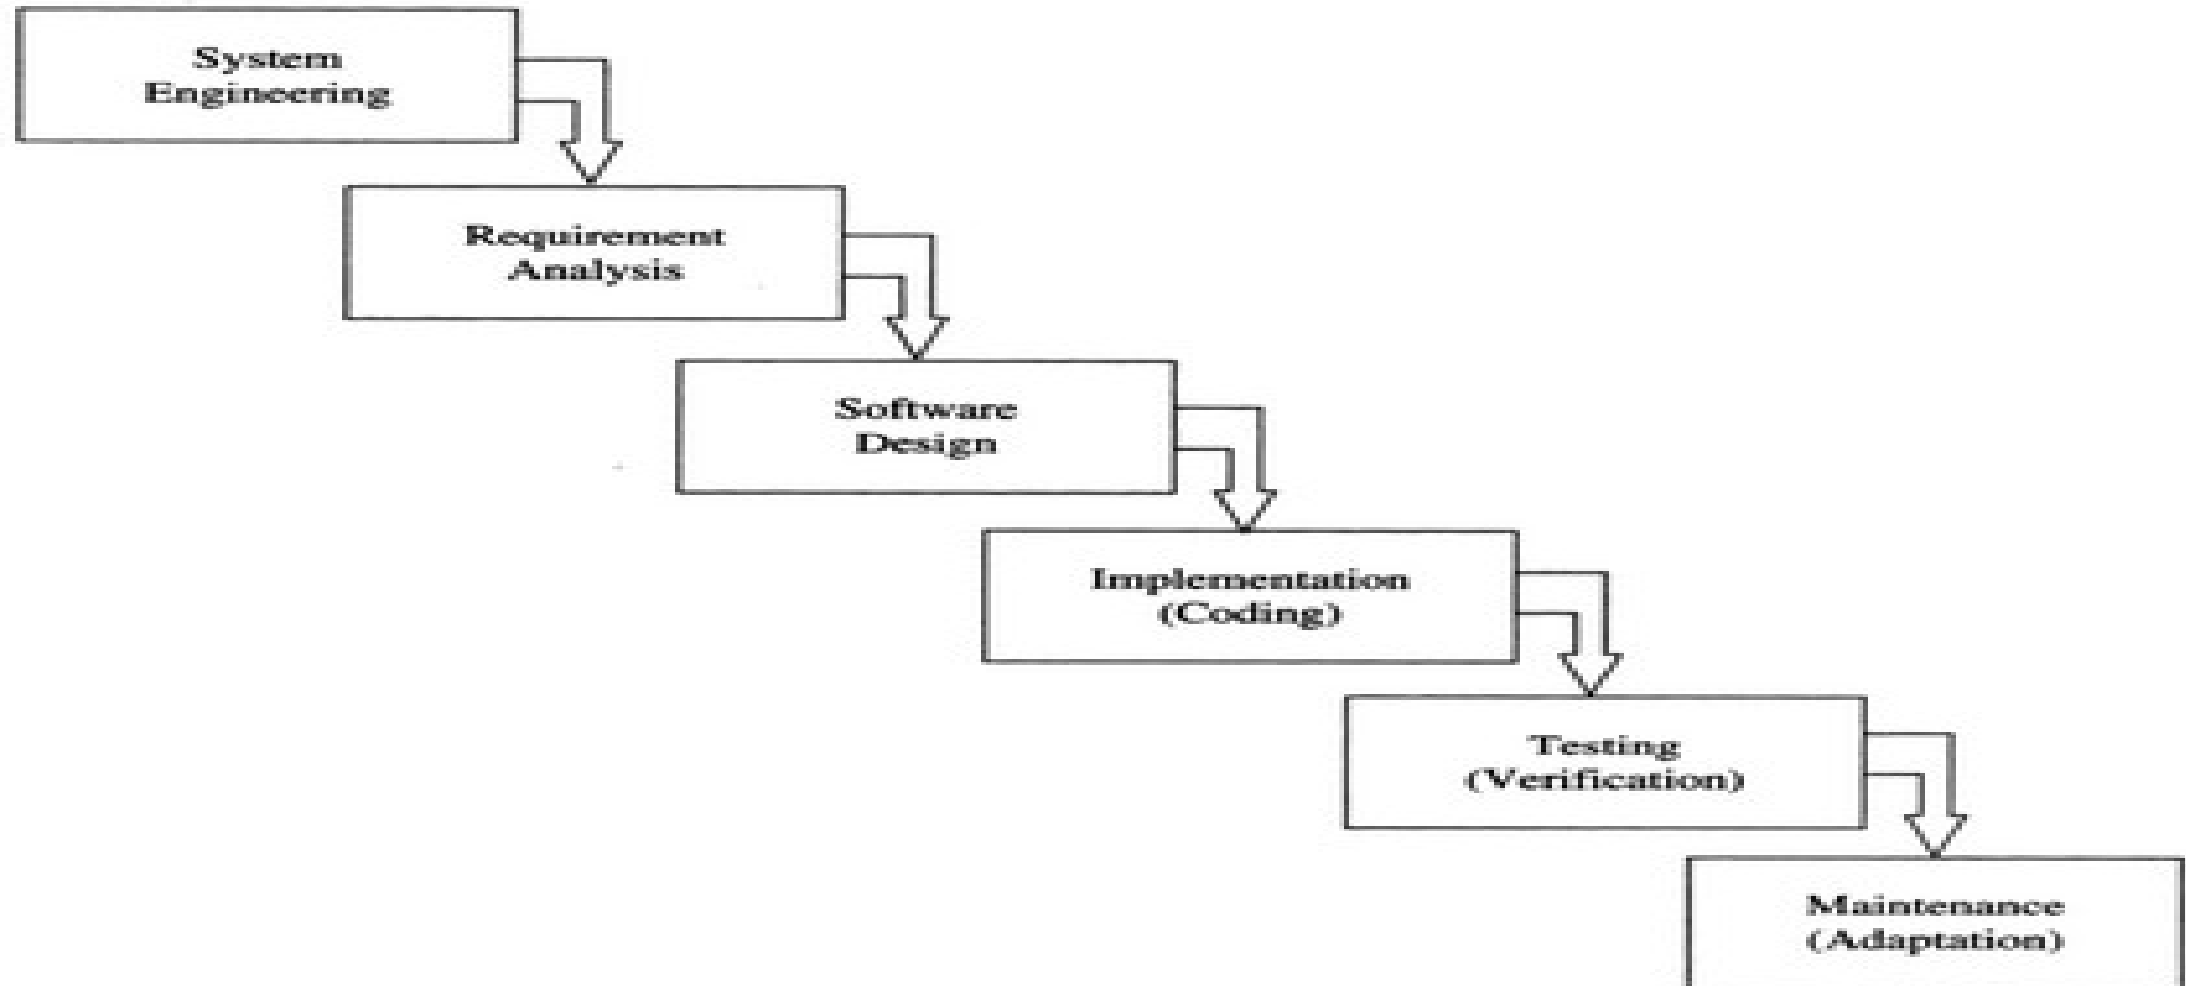 System
Engineering
Requirement
Analysis
Software
Design
Implementation
(Coding)
Testing
(Verification)
Maintenance
(Adaptation)